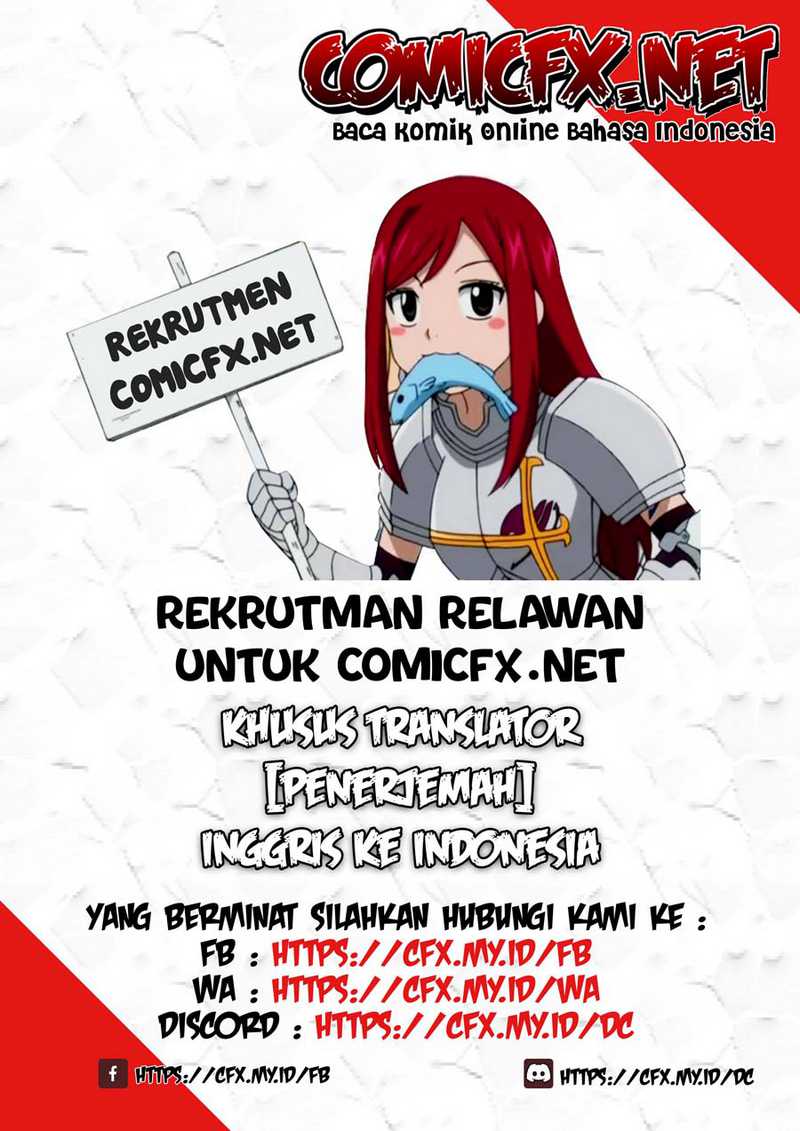 COMICFX.NET
Baca Komik Online Bahasa Indonesia
REKRUTMEN
COMICFX.NET
REKRUTMAN RELAWAN
UNTUK COMICFX.NET
KHUSUS TRANSLATOR
[PENERJEMAH]
INGGRIS KE INDONESIA
YANG BERMINAT SILAHKAN HUBUNGI KAMI KE :
FB : HTTPS://CFX.MY.ID/FB
WA : HTTPS://CFX.MY.ID/WA
DISCORD : HTTPS://CFX.MY.ID/DC
HTTPS://CFX.MY.ID/FB
HTTPS://CFX.MY.ID/DC